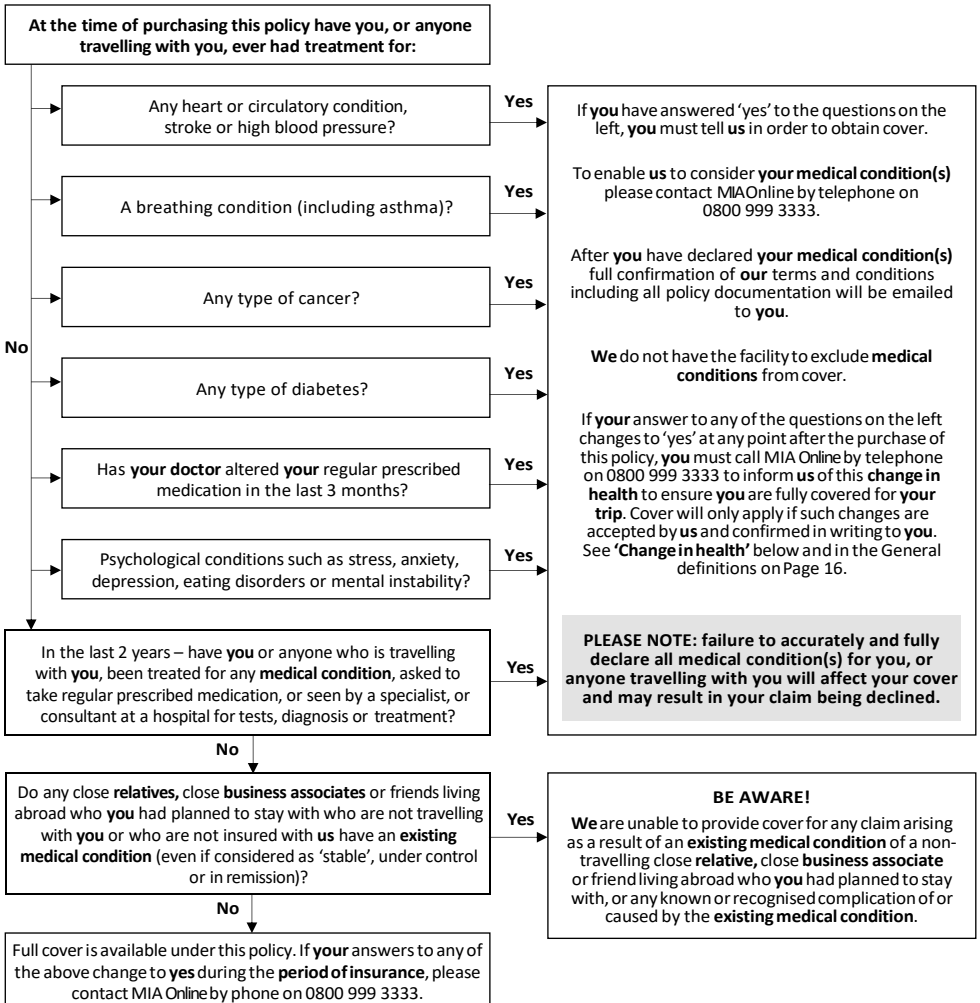 At the time of purchasing this policy have you, or anyone
travelling with you, ever had treatment for:
Any heart or circulatory condition,
stroke or high blood pressure?
Yes
A breathing condition (including asthma)?
Yes
Any type of cancer?
Yes
No
Any type of diabetes?
Yes
Has your doctor altered your regular prescribed
medication in the last 3 months?
Yes
Psychological conditions such as stress, anxiety,
depression, eating disorders or mental instability?
Yes
If you have answered ‘yes’ to the questions on the
left, you must tell us in order to obtain cover.
To enable us to consider your medical condition(s)
please contact MIAOnline by telephone on
0800 999 3333.
After you have declared your medical condition(s)
full confirmation of our terms and conditions
including all policy documentation will be emailed
to you.
We do not have the facility to exclude medical
conditions from cover.
If your answer to any of the questions on the left
changes to ‘yes’ at any point after the purchase of
this policy, you must call MIA Online by telephone
on 0800 999 3333 to inform us of this change in
health to ensure you are fully covered for your
trip. Cover will only apply if such changes are
accepted by us and confirmed in writing to you.
See ‘Change in health’ below and in the General
definitions on Page 16.
PLEASE NOTE: failure to accurately and fully
declare all medical condition(s) for you, or
anyone travelling with you will affect your cover
and may result in your claim being declined.
In the last 2 years – have you or anyone who is travelling
with you, been treated for any medical condition, asked to
take regular prescribed medication, or seen by a specialist, or
consultant at a hospital for tests, diagnosis or treatment?
Yes
No
Do any close relatives, close business associates or friends living
abroad who you had planned to stay with who are not travelling
with you or who are not insured with us have an existing
medical condition (even if considered as ‘stable’, under control
or in remission)?
Yes
BE AWARE!
We are unable to provide cover for any claim arising
as a result of an existing medical condition of a non-
travelling close relative, close business associate
or friend living abroad who you had planned to stay
with, or any known or recognised complication of or
caused by the existing medical condition.
No
Full cover is available under this policy. If your answers to any of
the above change to yes during the period of insurance, please
contact MIA Online by phone on 0800 999 3333.